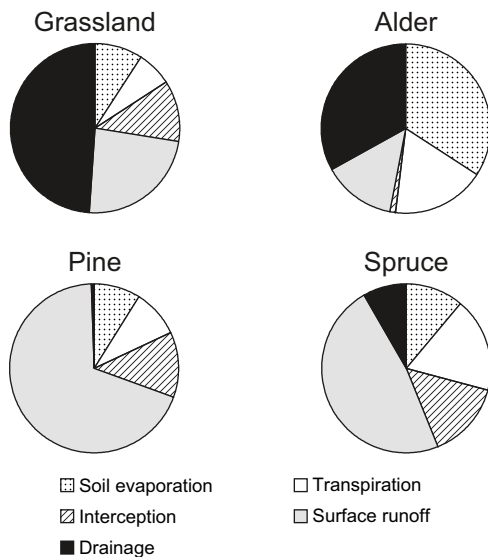 Grassland
Alder
Pine
Spruce
Soil evaporation
Transpiration
Interception
Surface runoff
Drainage